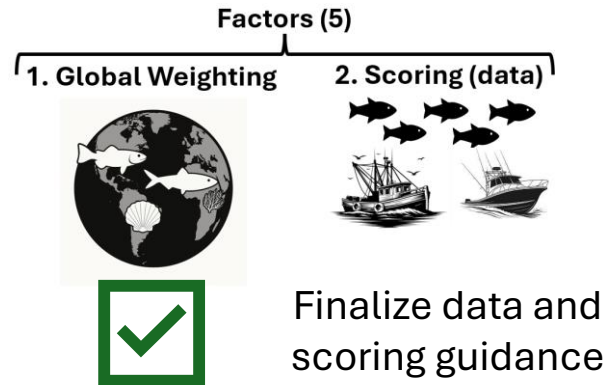 Factors (5)
1. Global Weighting
2. Scoring (data)
Finalize data and
scoring guidance